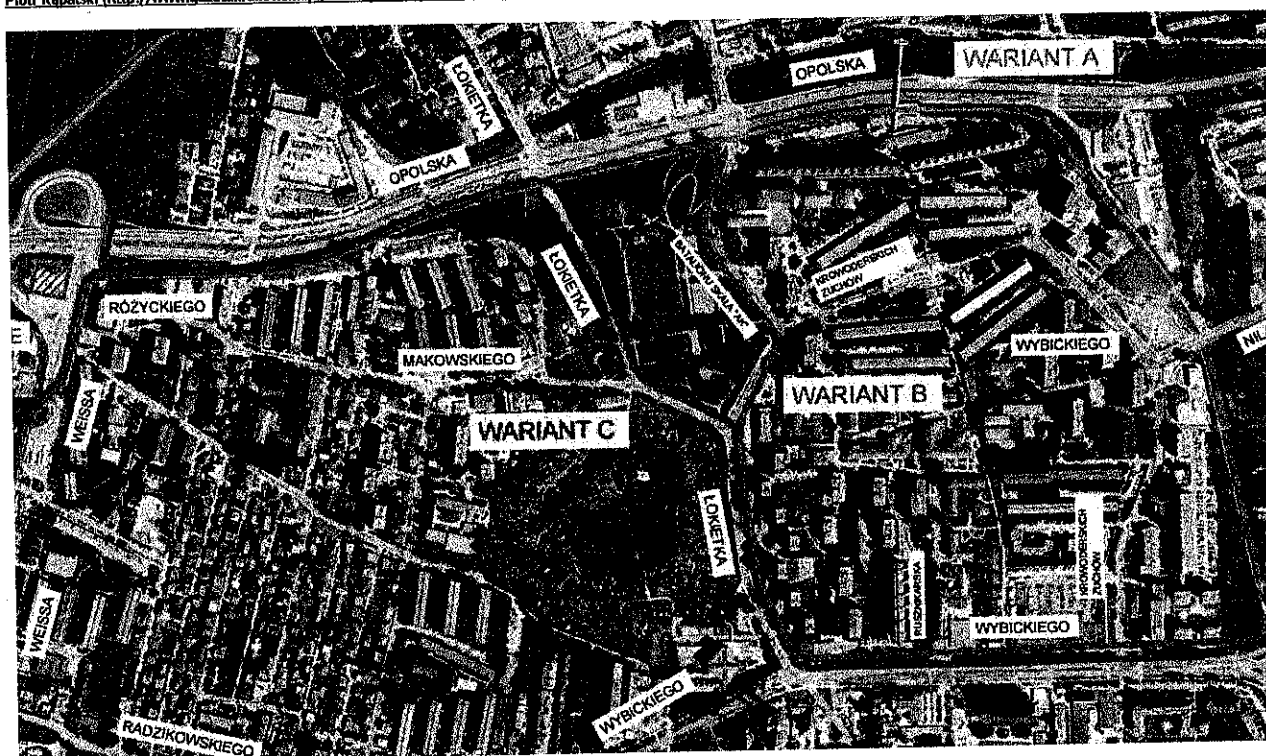 ŁOKIETKA
OPOLSKA
WARIANT A
OPOLSKA
ŁOKIETKA
KROWODERSKICH
ZUCHÓW
RÓŻYCKIEGO
MAKOWSKIEGO
WYBICKIEGO
WEISSA
WARIANT B
WARIANT C
ŁOKIETKA
KROWODERSKICH
ZUCHÓW
WEISSA
WYBICKIEGO
WYBICKIEGO
RADZIKOWSKIEGO